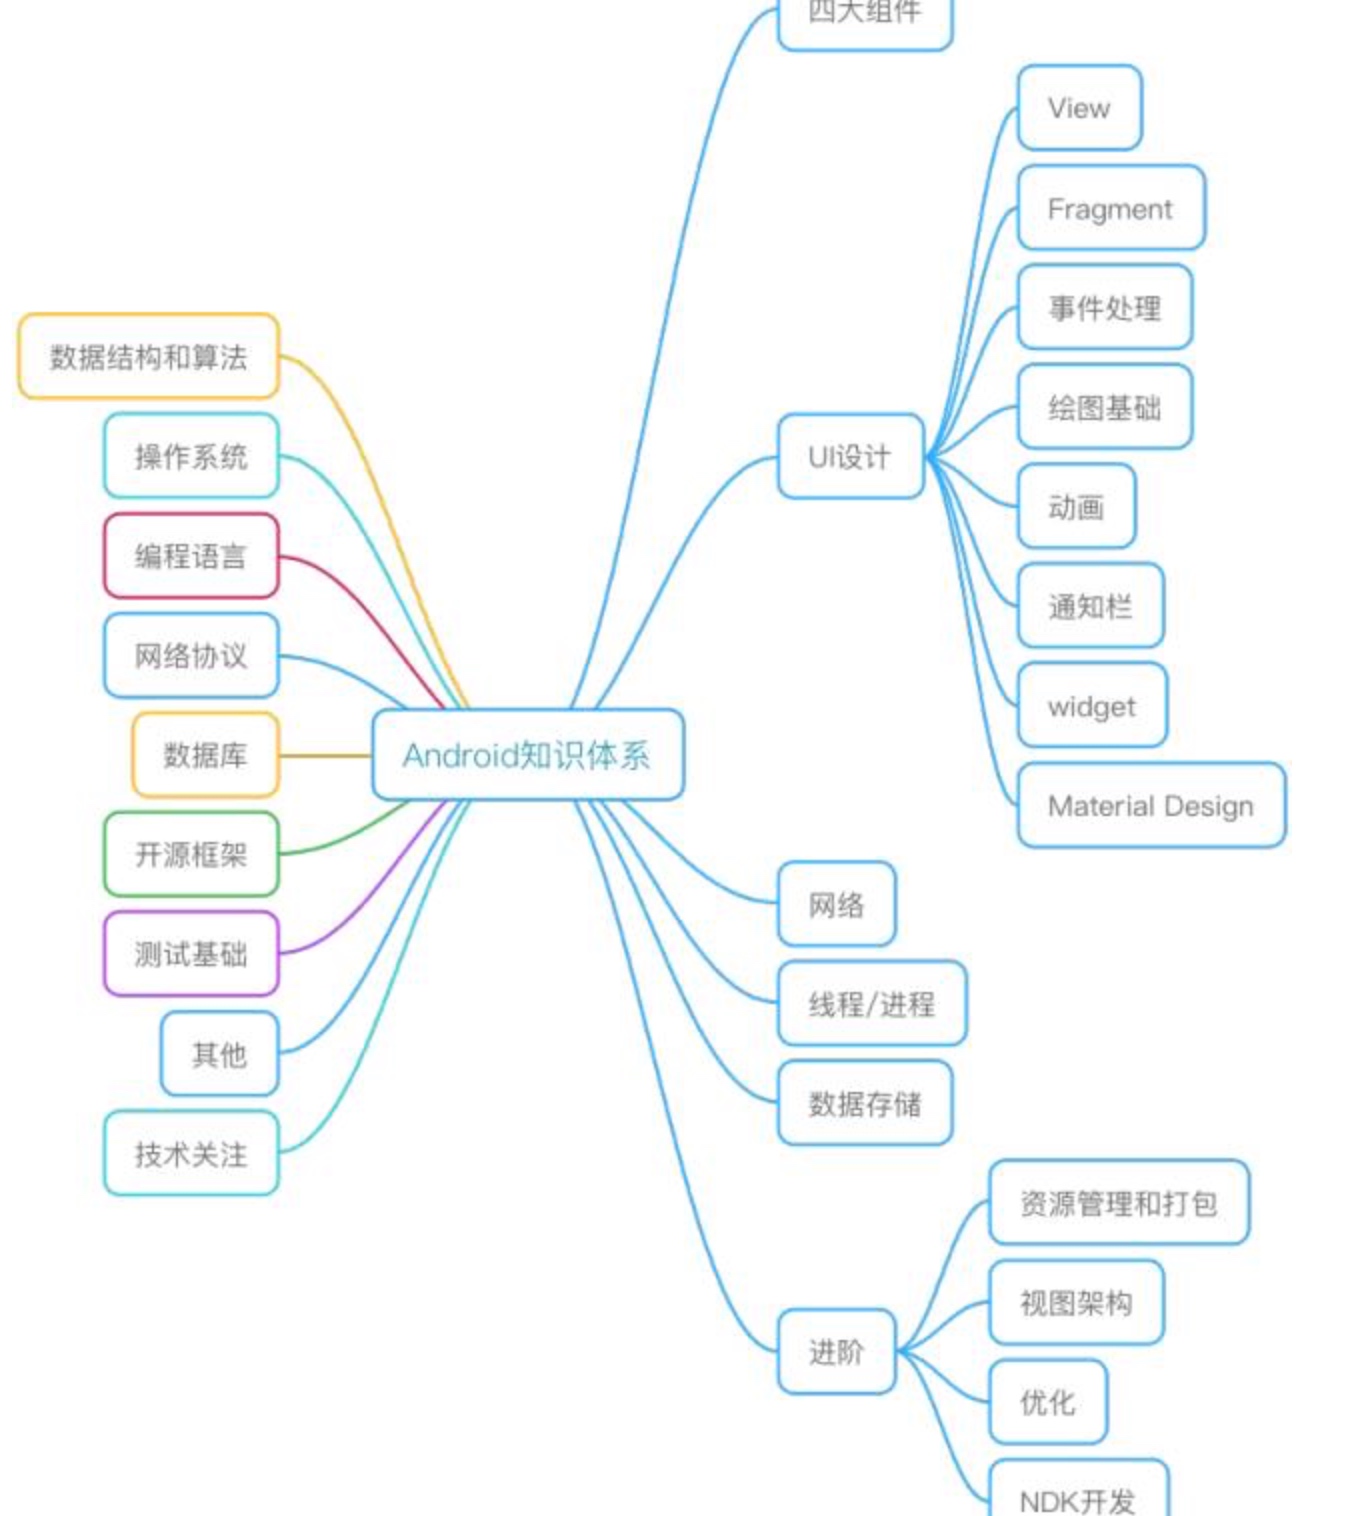 四大组件
View
Fragment
事件处理
绘图基础
UI设计
动画
通知栏
widget
Material Design
数据结构和算法
操作系统
编程语言
网络协议
数据库
开源框架
测试基础
其他
技术关注
Android知识体系
网络
线程/进程
数据存储
资源管理和打包
视图架构
进阶
优化
NDK开发